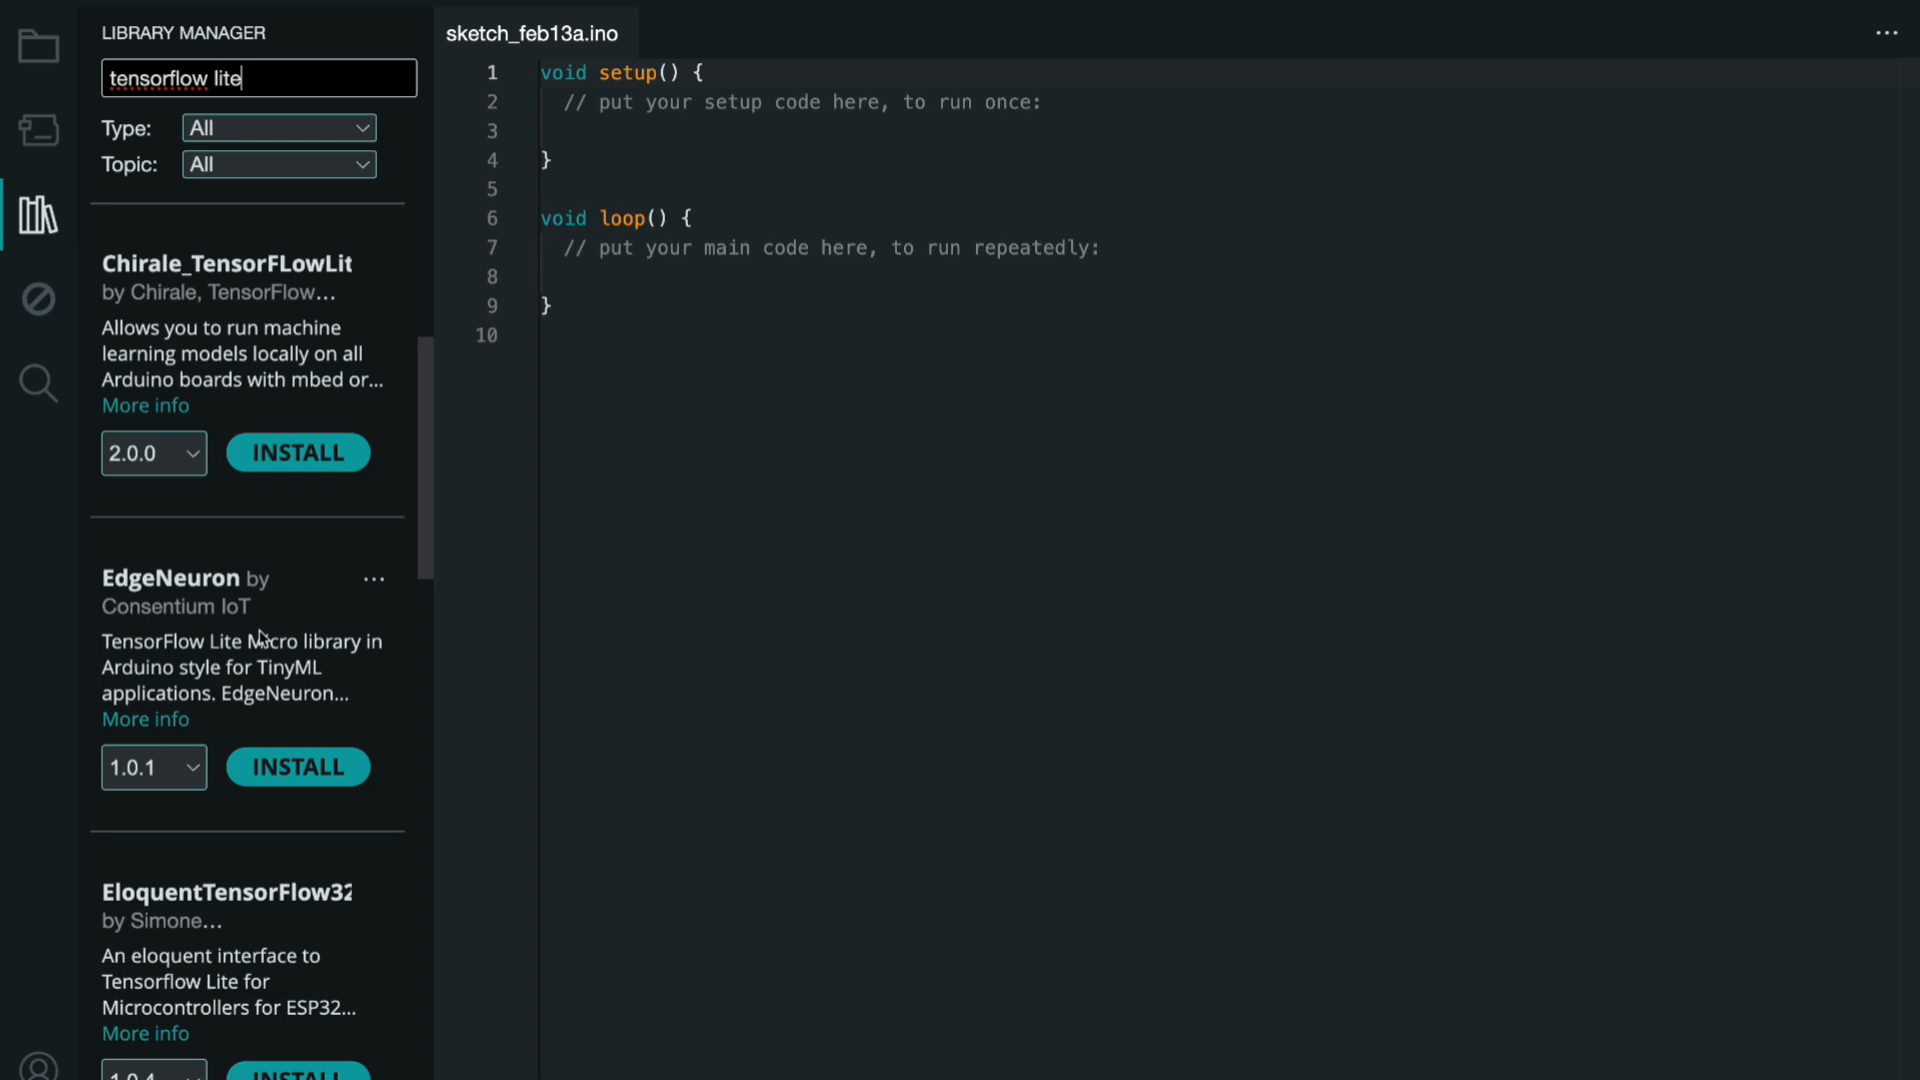 LIBRARY MANAGER
tensorflow lite
Type: All
Topic: All
Chirale_TensorFLowLit
by Chirale, TensorFlow...
Allows you to run machine
learning models locally on all
Arduino boards with mbed or...
More info
2.0.0 INSTALL
EdgeNeuron by ...
Consentium IoT
TensorFlow Lite Micro library in
Arduino style for TinyML
applications. EdgeNeuron...
More info
1.0.1 INSTALL
EloquentTensorFlow32
by Simone...
An eloquent interface to
Tensorflow Lite for
Microcontrollers for ESP32...
More info
1.0.4 INSTALL
sketch_feb13a.ino
1 void setup() {
2 // put your setup code here, to run once:
3
4 }
5
6 void loop() {
7 // put your main code here, to run repeatedly:
8
9 }
10